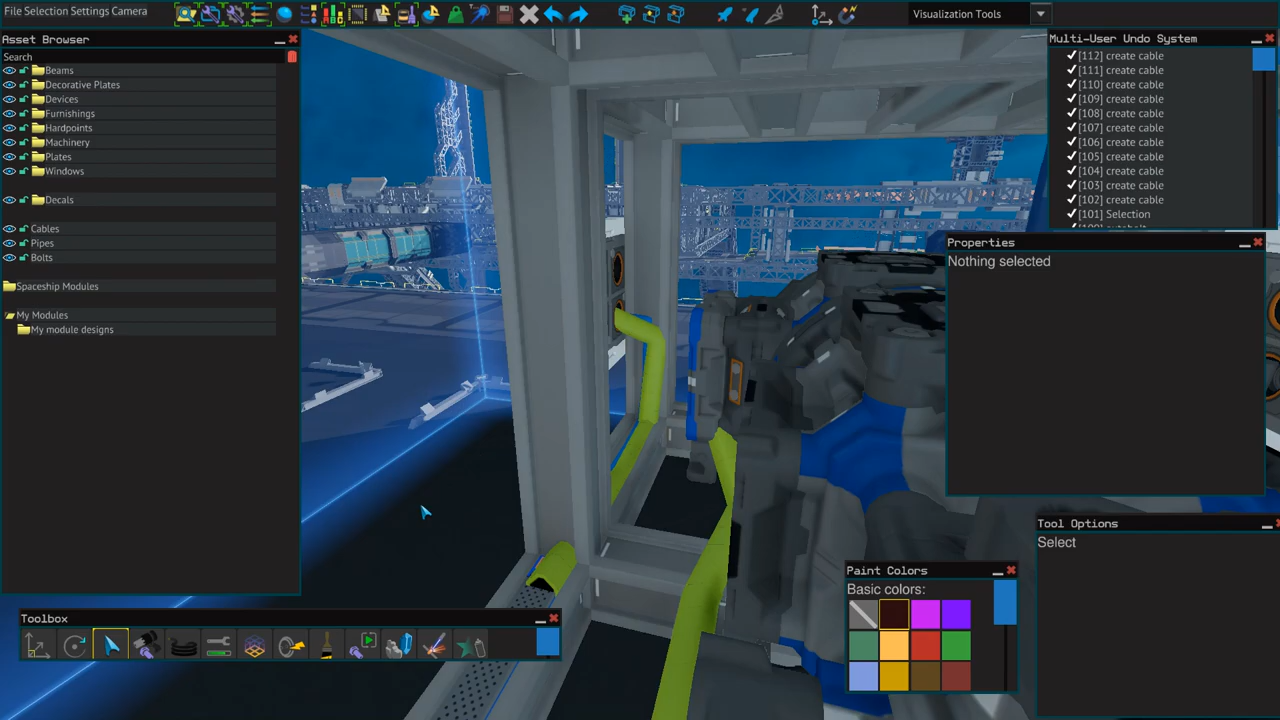 File Selection Settings Camera
Visualization Tools
Asset Browser
Search
Beams
Decorative Plates
Devices
Furnishings
Hardpoints
Machinery
Plates
Windows
Decals
Cables
Pipes
Bolts
Spaceship Modules
My Modules
My module designs
Multi-User Undo System
[112] create cable
[111] create cable
[110] create cable
[109] create cable
[108] create cable
[107] create cable
[106] create cable
[105] create cable
[104] create cable
[103] create cable
[102] create cable
[101] Selection
Properties
Nothing selected
Tool Options
Select
Paint Colors
Basic colors:
Toolbox